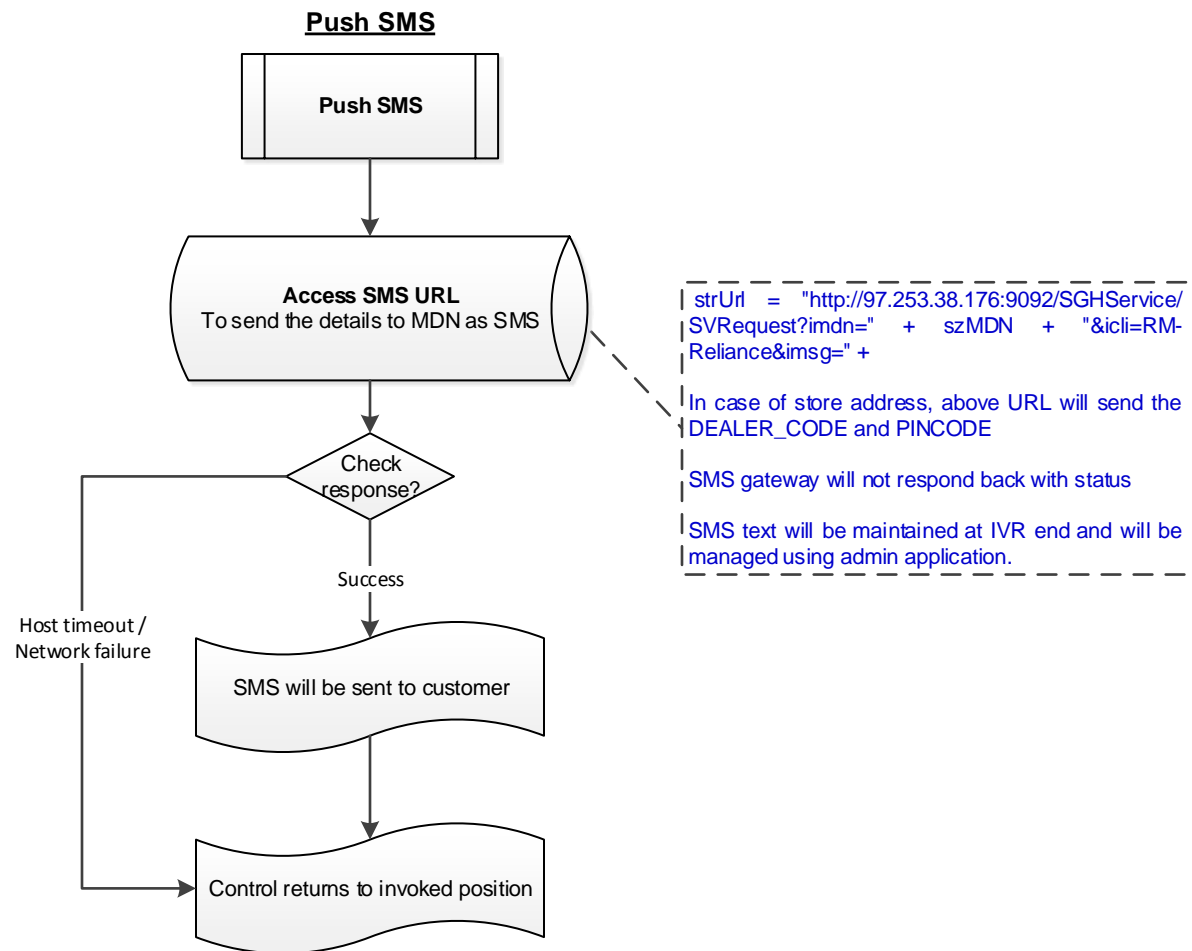 Push SMS
Push SMS
Access SMS URL
To send the details to MDN as SMS
strUrl = "http://97.253.38.176:9092/SGHService/
SVRequest?imdn=" + szMDN + "&icli=RM-
Reliance&imsg=" +
In case of store address, above URL will send the
DEALER_CODE and PINCODE
SMS gateway will not respond back with status
SMS text will be maintained at IVR end and will be
managed using admin application.
Check
response?
Success
Host timeout /
Network failure
SMS will be sent to customer
Control returns to invoked position